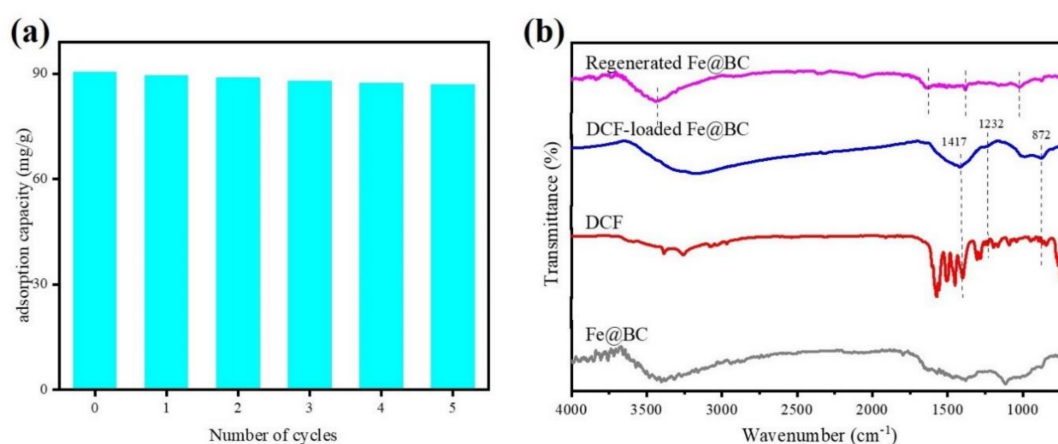 (a)
adsorption capacity (mg/g)
90
60
30
0
0 1 2 3 4 5
Number of cycles
(b)
Transmittance (%)
Regenerated Fe@BC
DCF-loaded Fe@BC
1417
1232
872
DCF
Fe@BC
4000 3500 3000 2500 2000 1500 1000
Wavenumber (cm⁻¹)